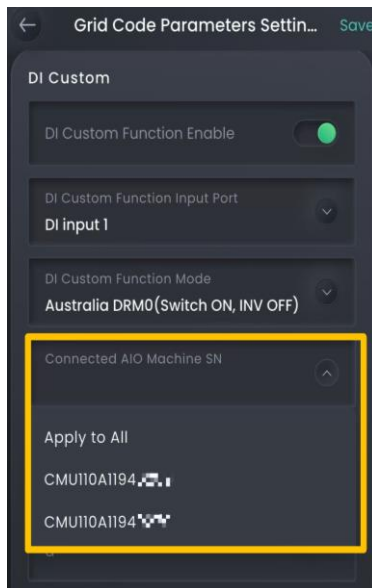 Grid Code Parameters Settin... Save
DI Custom
DI Custom Function Enable
DI Custom Function Input Port
DI input 1
DI Custom Function Mode
Australia DRM0(Switch ON, INV OFF)
Connected AIO Machine SN
Apply to All
CMU110A1194
CMU110A1194